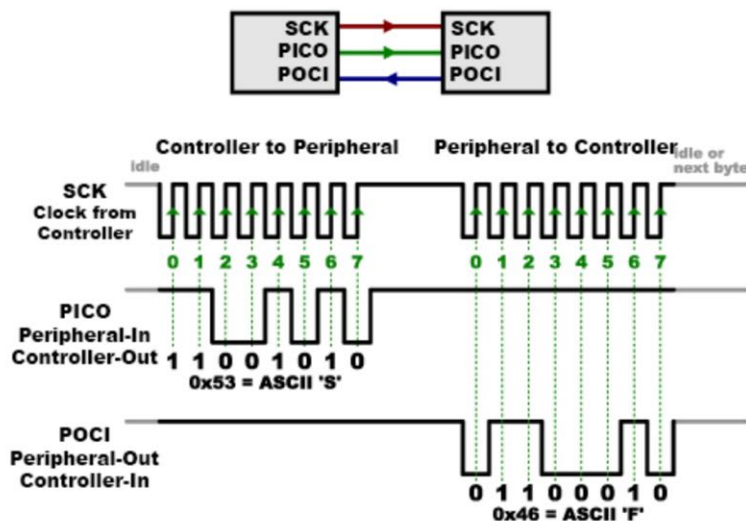 SCK SCK
PICO PICO
POCI POCI
Controller to Peripheral Peripheral to Controller
idle idle or
next byte
SCK
Clock from
Controller
0 1 2 3 4 5 6 7 0 1 2 3 4 5 6 7
PICO
Peripheral-In
Controller-Out
1 1 0 0 1 0 1 0
0x53 = ASCII 'S'
POCI
Peripheral-Out
Controller-In
0 1 1 0 0 0 1 0
0x46 = ASCII 'F'